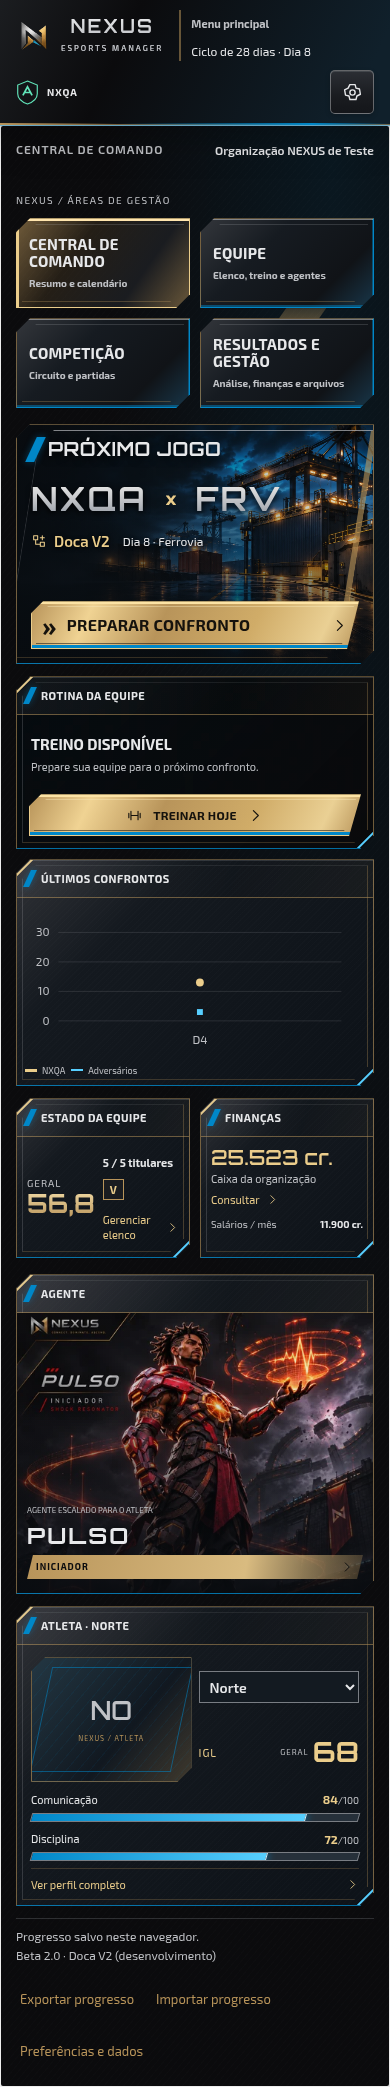 NEXUS
ESPORTS MANAGER
Menu principal
Ciclo de 28 dias · Dia 8
NXQA
CENTRAL DE COMANDO
Organização NEXUS de Teste
NEXUS / ÁREAS DE GESTÃO
CENTRAL DE
COMANDO
Resumo e calendário
EQUIPE
Elenco, treino e agentes
COMPETIÇÃO
Circuito e partidas
RESULTADOS E
GESTÃO
Análise, finanças e arquivos
PRÓXIMO JOGO
NXQA x FRV
Doca V2 Dia 8 · Ferrovia
» PREPARAR CONFRONTO
ROTINA DA EQUIPE
TREINO DISPONÍVEL
Prepare sua equipe para o próximo confronto.
TREINAR HOJE
ÚLTIMOS CONFRONTOS
30
20
10
0
D4
NXQA Adversários
ESTADO DA EQUIPE
GERAL
56,8
5 / 5 titulares
V
Gerenciar
elenco
FINANÇAS
25.523 cr.
Caixa da organização
Consultar
Salários / mês 11.900 cr.
AGENTE
NEXUS
PULSO
INICIADOR
AGENTE ESCALADO PARA O ATLETA
PULSO
INICIADOR
ATLETA · NORTE
NO
NEXUS / ATLETA
Norte
IGL
GERAL 68
Comunicação 84/100
Disciplina 72/100
Ver perfil completo
Progresso salvo neste navegador.
Beta 2.0 · Doca V2 (desenvolvimento)
Exportar progresso Importar progresso
Preferências e dados